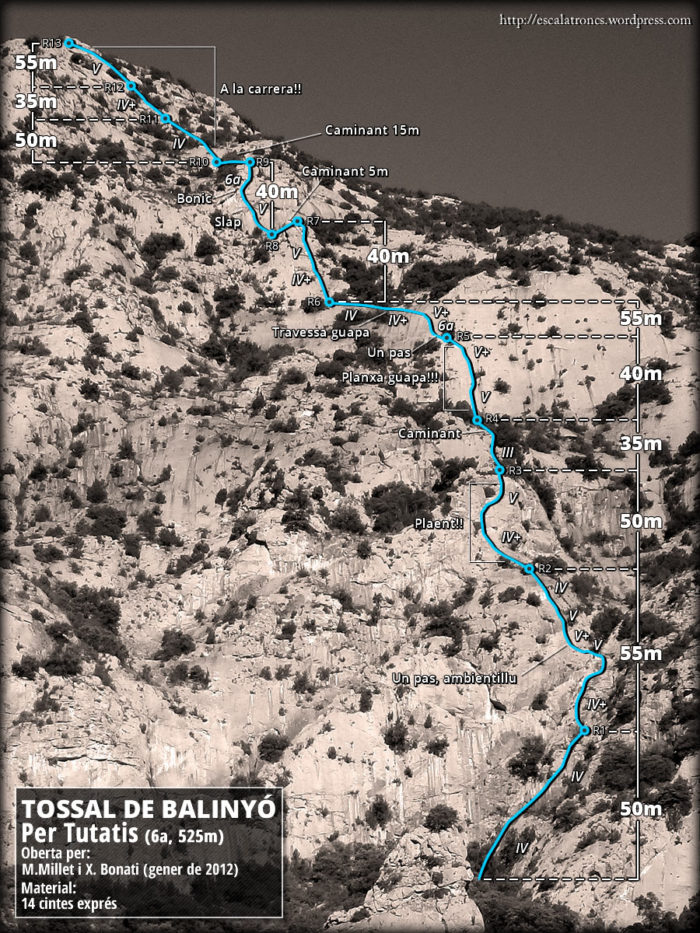 http://escalatroncs.wordpress.com
R13
55m
V
R12
35m
IV+
A la carrera!!
R11
50m
IV
Caminant 15m
R10
R9
Caminant 5m
6a
40m
Bonic
V
Slap
R7
R8
V
40m
IV+
R6
IV
IV+
V+
55m
Travessa guapa
6a
R5
Un pas
V+
Planxa guapa!!!
40m
V
R4
Caminant
35m
III
R3
V
Plaent!!
50m
IV+
R2
IV
V
V+
V
55m
Un pas, ambientillu
IV+
R1
IV
50m
IV
TOSSAL DE BALINYÓ
Per Tutatis (6a, 525m)
Oberta per:
M.Millet i X. Bonati (gener de 2012)
Material:
14 cintes exprés